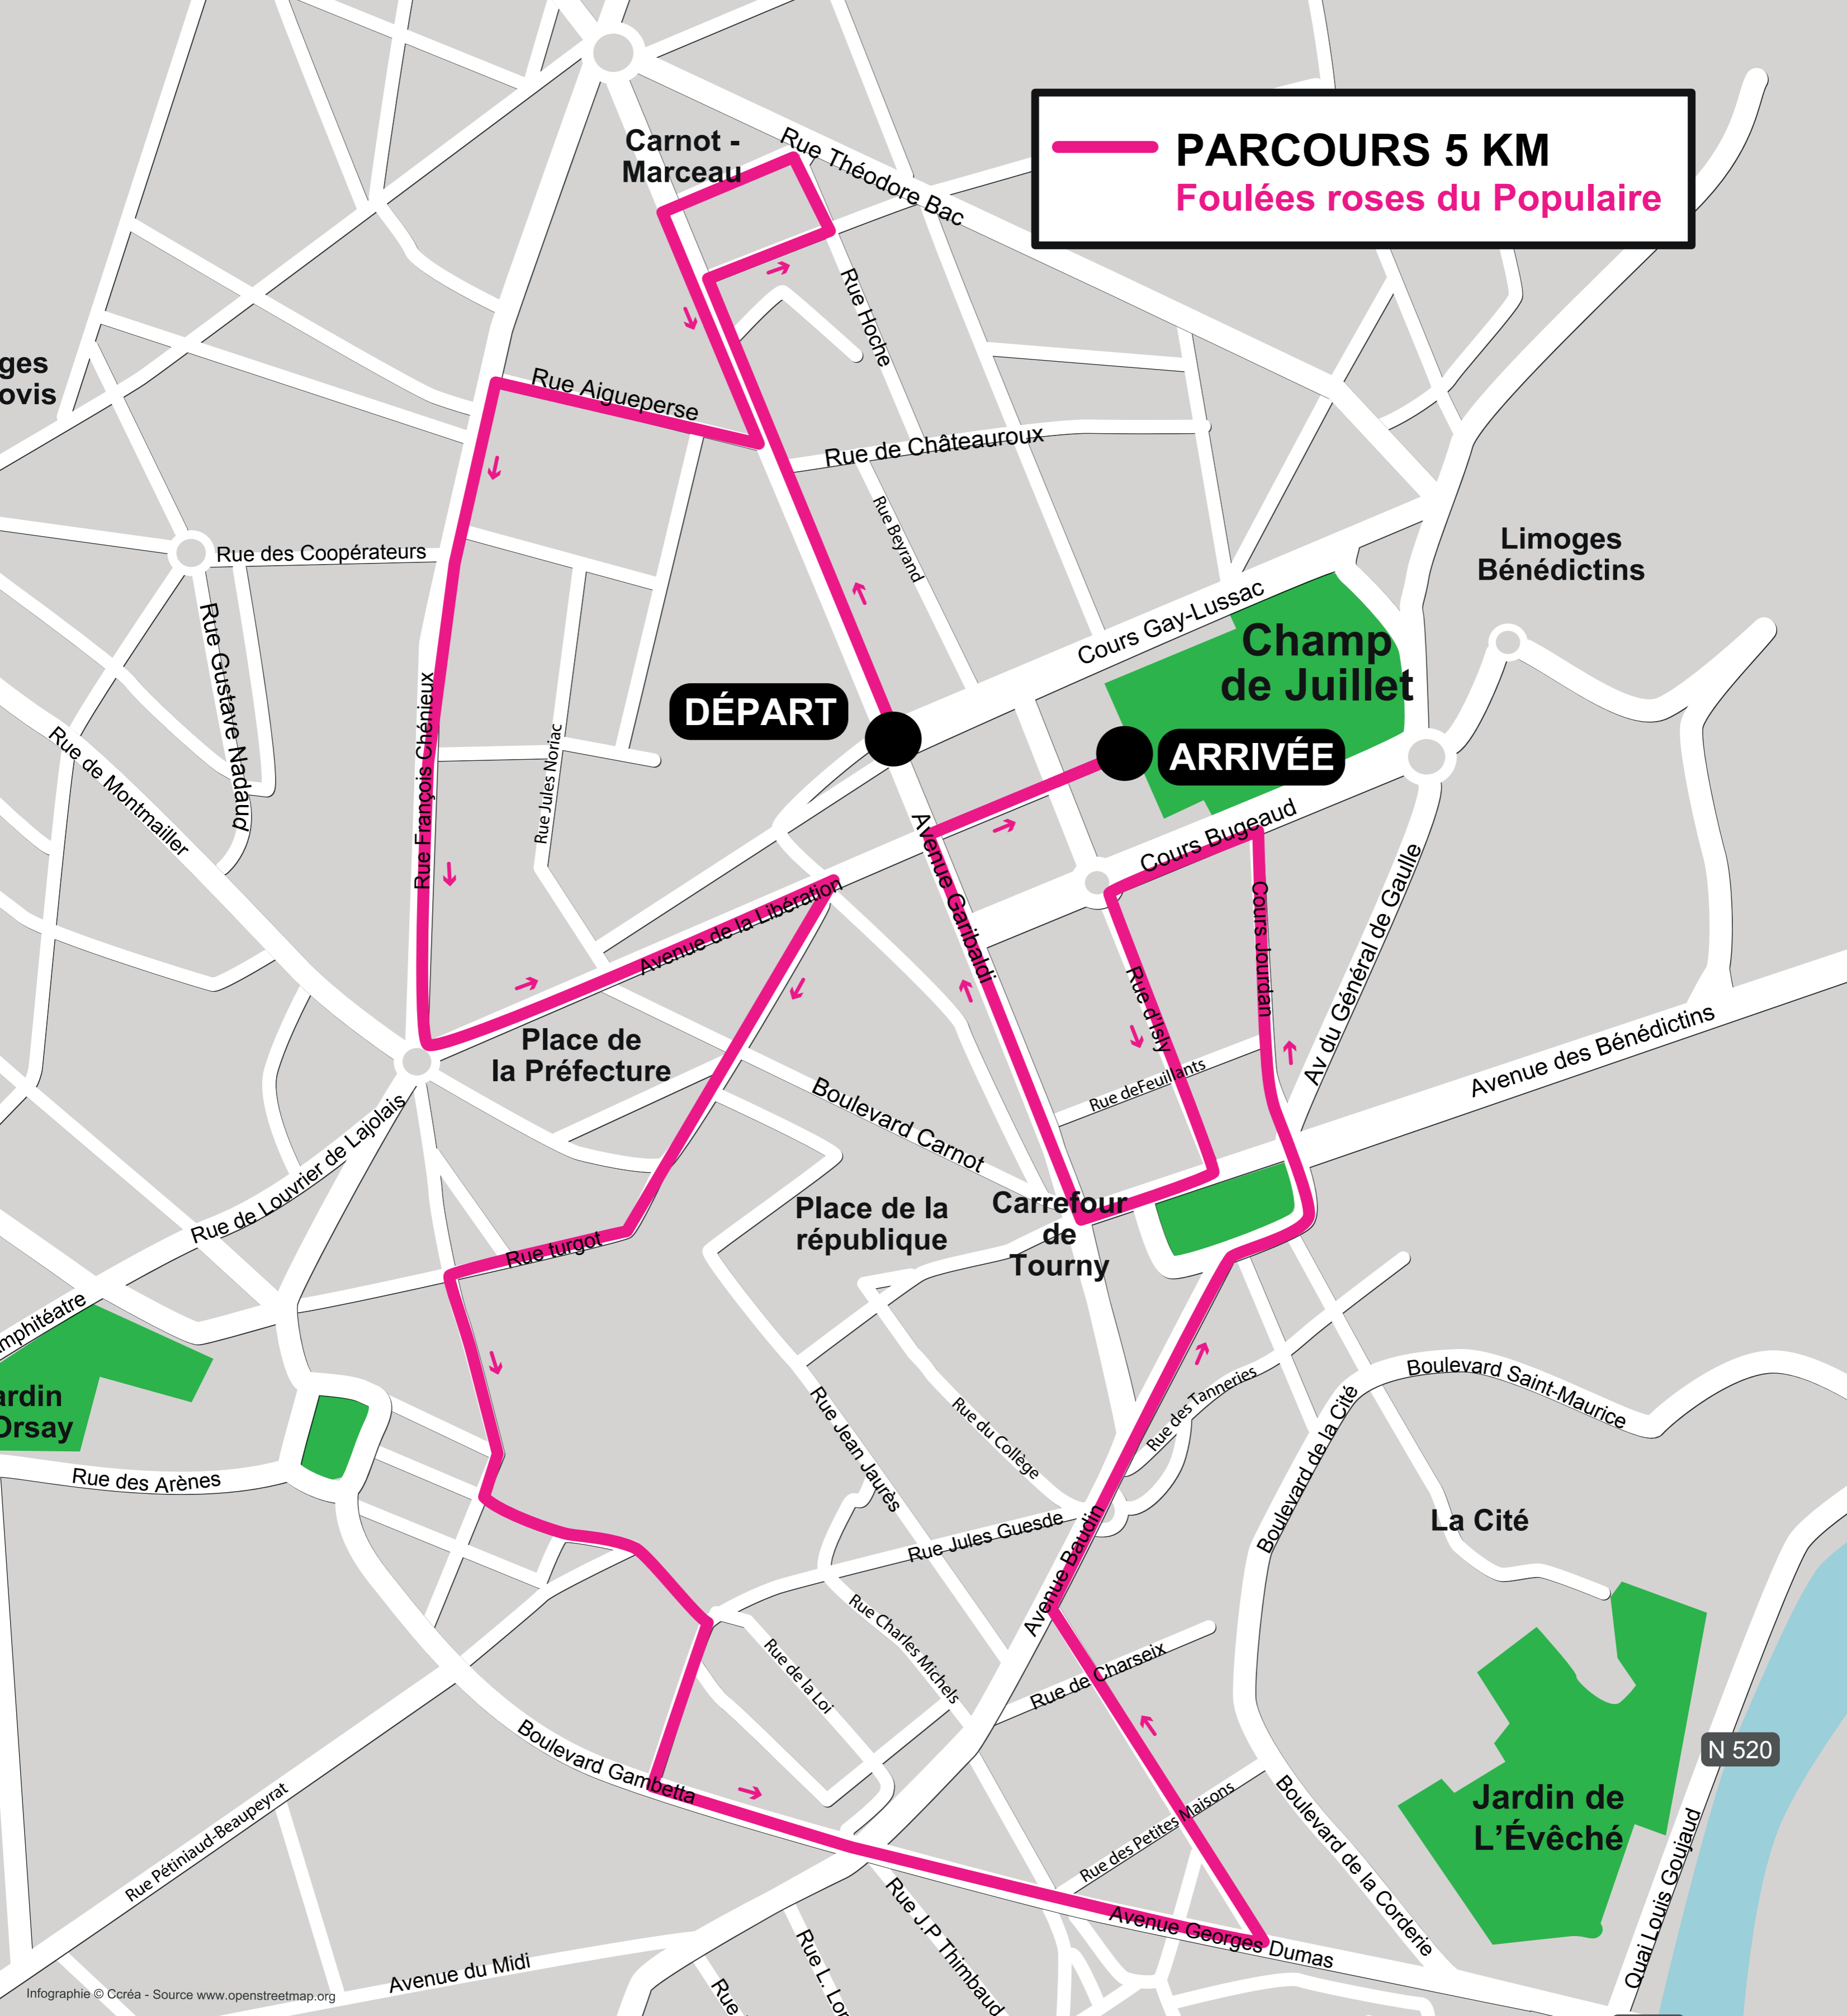 PARCOURS 5 KM
Foulées roses du Populaire
Carnot -
Marceau
Rue Théodore Bac
Rue Hoche
ges
ovis
Rue Aigueperse
Rue de Châteauroux
Rue Beyrand
Rue des Coopérateurs
Limoges
Bénédictins
Rue Gustave Nadaud
Cours Gay-Lussac
Champ
de Juillet
Rue François Chénieux
DÉPART
ARRIVÉE
Rue de Montmailler
Rue Jules Noriac
Avenue Garibaldi
Cours Bugeaud
Avenue de la Libération
Cours Jourdan
Av du Général de Gaulle
Rue d'Isly
Place de
la Préfecture
Rue deFeuillants
Avenue des Bénédictins
Boulevard Carnot
Rue de Louvrier de Lajolais
Place de la
république
Carrefour
de
Tourny
Rue turgot
mphitéatre
ardin
Orsay
Rue des Arènes
Rue Jean Jaurès
Rue du Collège
Rue des Tanneries
Boulevard de la Cité
Boulevard Saint-Maurice
La Cité
Rue Jules Guesde
Avenue Baudin
Rue Charles Michels
Rue de la Loi
Rue de Charseix
Boulevard Gambetta
N 520
Rue Pétiniaud-Beaupeyrat
Rue des Petites Maisons
Boulevard de la Corderie
Jardin de
L'Évêché
Quai Louis Goujaud
Avenue Georges Dumas
Rue J.P Thimbaud
Avenue du Midi
Rue L. Lor
Rue
Infographie © Ccréa - Source www.openstreetmap.org